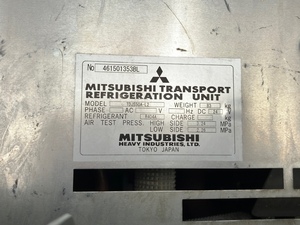 No 461501353BL
MITSUBISHI TRANSPORT
REFRIGERATION UNIT
MODEL WEIGHT kg
PHASE AC V Hz DC A
REFRIGERANT CHARGE kg
AIR TEST PRESS. HIGH SIDE MPa
LOW SIDE MPa
MITSUBISHI
HEAVY INDUSTRIES, LTD.
TOKYO JAPAN